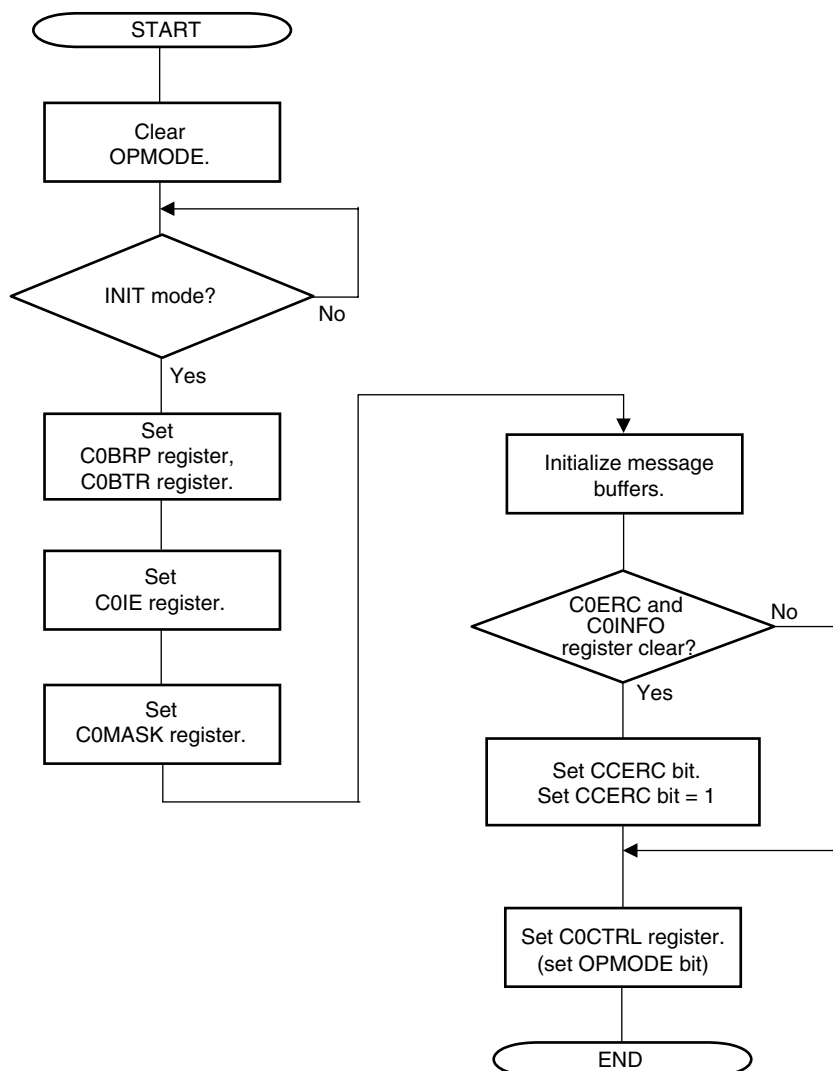 START
Clear
OPMODE.
INIT mode?
No
Yes
Set
C0BRP register,
C0BTR register.
Set
C0IE register.
Set
C0MASK register.
Initialize message
buffers.
C0ERC and
C0INFO
register clear?
No
Yes
Set CCERC bit.
Set CCERC bit = 1
Set C0CTRL register.
(set OPMODE bit)
END